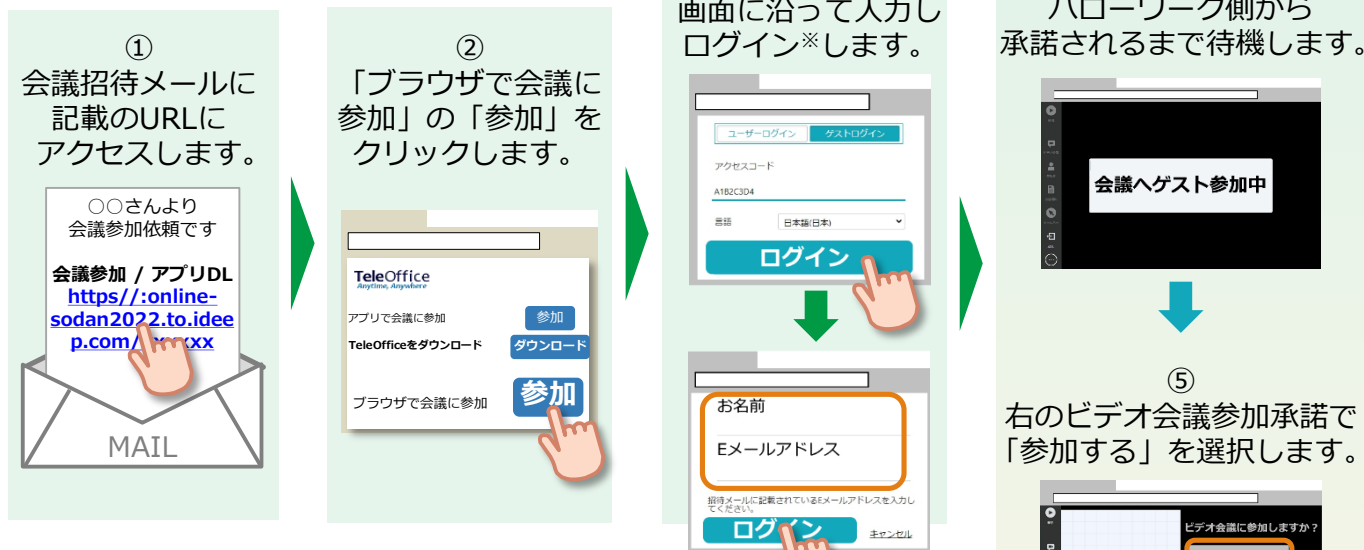 ①
会議招待メールに
記載のURLに
アクセスします。
○○さんより
会議参加依頼です
会議参加 / アプリDL
https//:online-
sodan2022.to.idee
p.com/
xx
MAIL
②
「ブラウザで会議に
参加」の「参加」を
クリックします。
TeleOffice
Anytime, Anywhere
アプリで会議に参加 参加
TeleOfficeをダウンロード ダウンロード
ブラウザで会議に参加 参加
画面に沿って入力し
ログイン※します。
ユーザーログイン ゲストログイン
アクセスコード
A1B2C3D4
言語 日本語(日本)
ログイン
お名前
Eメールアドレス
招待メールに記載されているEメールアドレスを入力し
てください。
ログイン キャンセル
ハローワーク側から
承諾されるまで待機します。
会議へゲスト参加中
⑤
右のビデオ会議参加承諾で
「参加する」を選択します。
ビデオ会議に参加しますか？